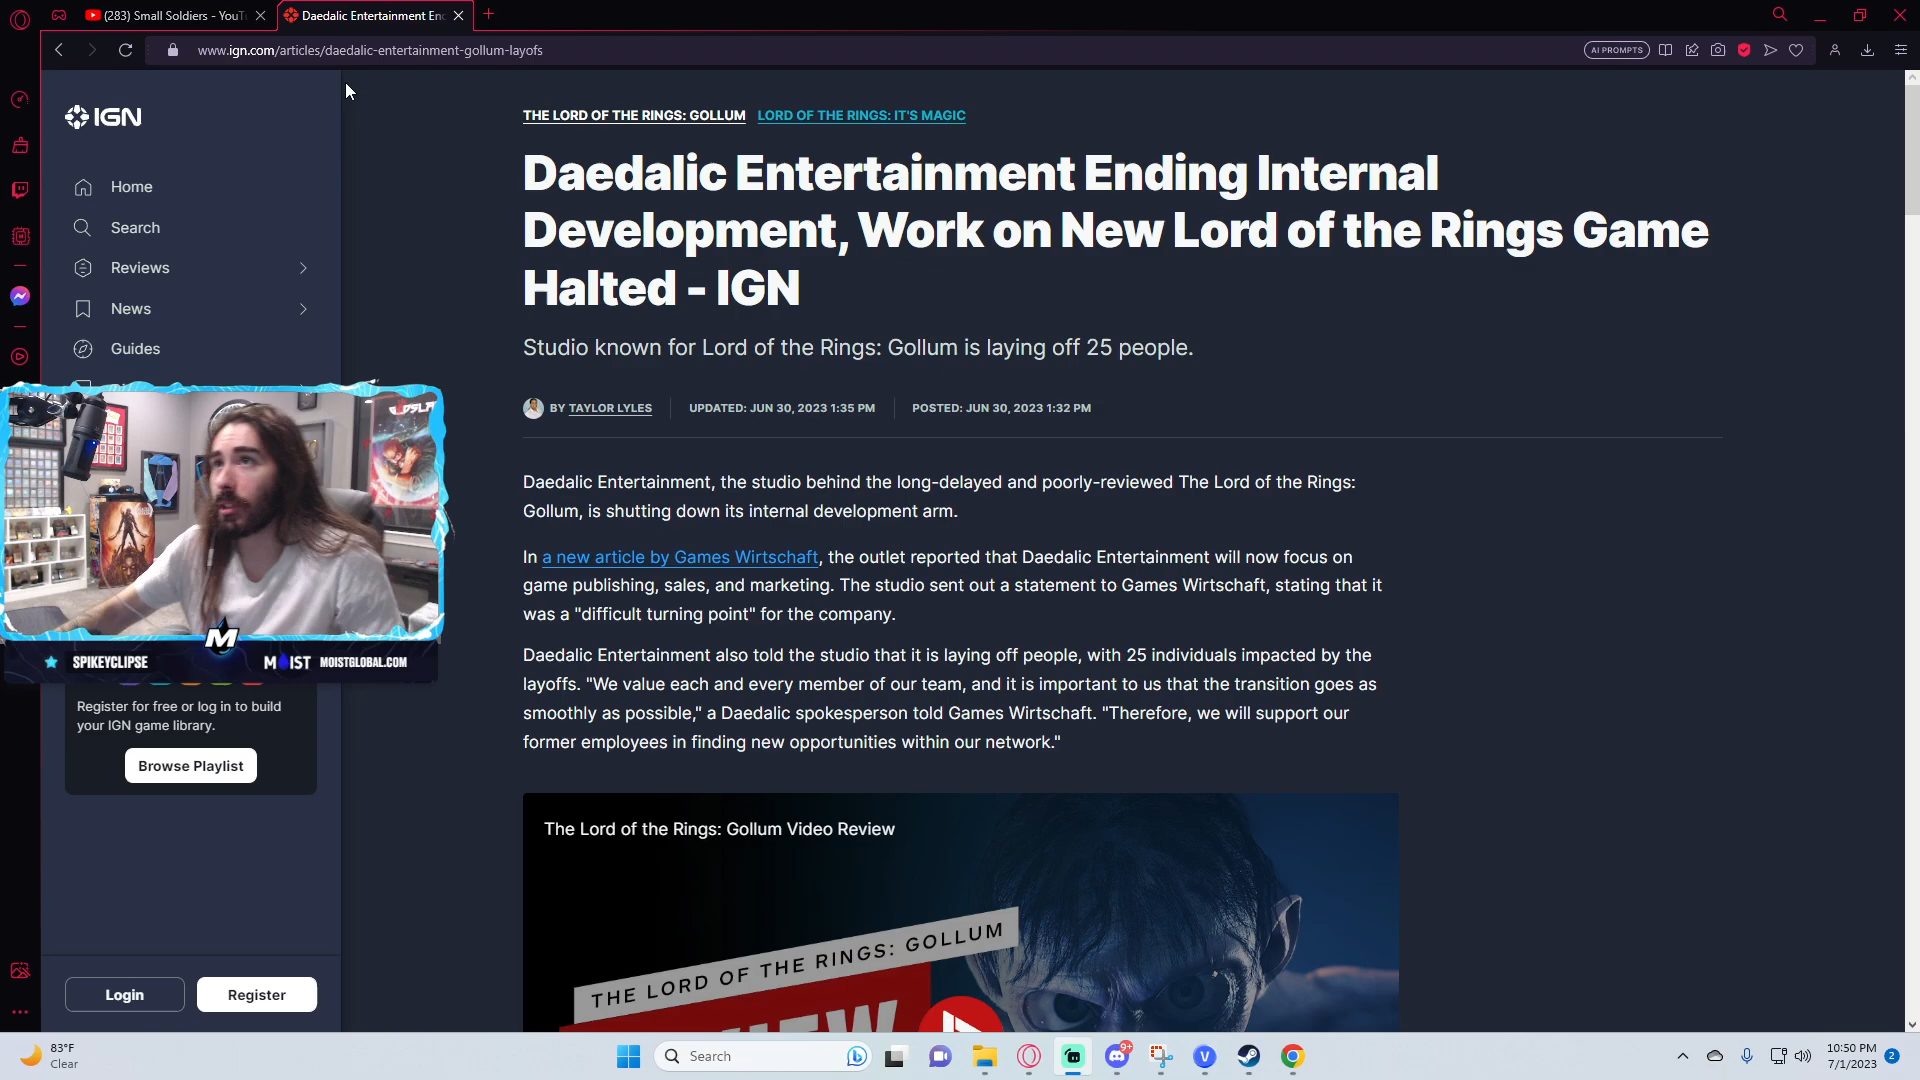 (283) Small Soldiers - YouTu
Daedalic Entertainment En
www.ign.com/articles/daedalic-entertainment-gollum-layofs
AI PROMPTS
IGN
Home
Search
Reviews
News
Guides
THE LORD OF THE RINGS: GOLLUM LORD OF THE RINGS: IT'S MAGIC
Daedalic Entertainment Ending Internal
Development, Work on New Lord of the Rings Game
Halted - IGN
Studio known for Lord of the Rings: Gollum is laying off 25 people.
BY TAYLOR LYLES UPDATED: JUN 30, 2023 1:35 PM POSTED: JUN 30, 2023 1:32 PM
Daedalic Entertainment, the studio behind the long-delayed and poorly-reviewed The Lord of the Rings:
Gollum, is shutting down its internal development arm.
In a new article by Games Wirtschaft, the outlet reported that Daedalic Entertainment will now focus on
game publishing, sales, and marketing. The studio sent out a statement to Games Wirtschaft, stating that it
was a "difficult turning point" for the company.
Daedalic Entertainment also told the studio that it is laying off people, with 25 individuals impacted by the
layoffs. "We value each and every member of our team, and it is important to us that the transition goes as
smoothly as possible," a Daedalic spokesperson told Games Wirtschaft. "Therefore, we will support our
former employees in finding new opportunities within our network."
The Lord of the Rings: Gollum Video Review
THE LORD OF THE RINGS: GOLLUM
M
SPIKEYCLIPSE
MOIST MOISTGLOBAL.COM
Register for free or log in to build
your IGN game library.
Browse Playlist
Login
Register
83°F
Clear
Search
9+
V
10:50 PM
7/1/2023
2